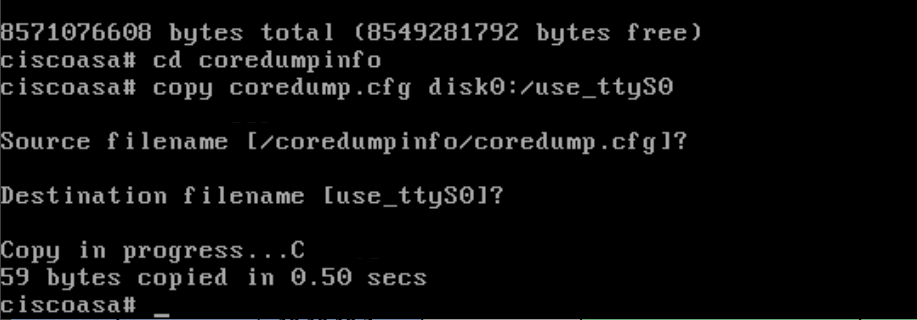 8571076608 bytes total (8549281792 bytes free)
ciscoasa# cd coredumpinfo
ciscoasa# copy coredump.cfg disk0:/use_ttyS0
Source filename [/coredumpinfo/coredump.cfg]?
Destination filename [use_ttyS0]?
Copy in progress...C
59 bytes copied in 0.50 secs
ciscoasa# _